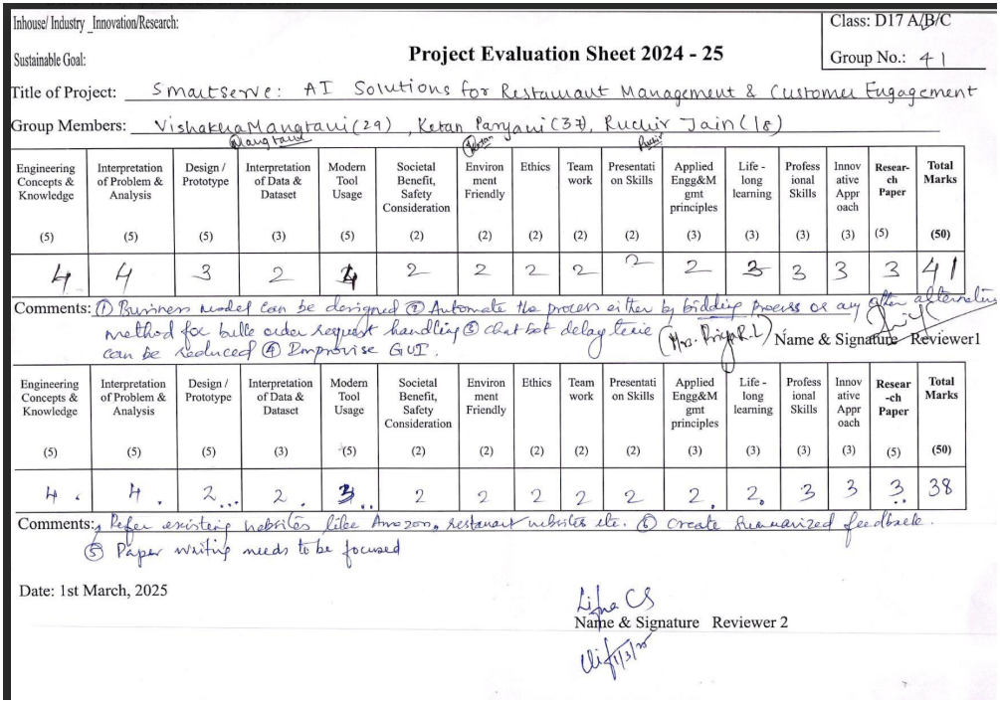 Inhouse/ Industry _Innovation/Research:
Class: D17 A/B/C
Sustainable Goal:
Project Evaluation Sheet 2024 - 25
Group No.: 41
Title of Project: Smartserve: AI Solutions for Restaurant Management & Customer Engagement
Group Members: Vishakha Mangtani (29), Ketan Paryani (37), Ruchir Jain (18)
Mangtani Ketan Ruchir
Engineering Concepts & Knowledge (5) Interpretation of Problem & Analysis (5) Design / Prototype (5) Interpretation of Data & Dataset (3) Modern Tool Usage (5) Societal Benefit, Safety Consideration (2) Environ ment Friendly (2) Ethics (2) Team work (2) Presentati on Skills (2) Applied Engg&M gmt principles (3) Life - long learning (3) Profess ional Skills (3) Innov ative Appr oach (3) Resear- ch Paper (5) Total Marks (50)
4 4 3 2 4 2 2 2 2 2 2 3 3 3 3 41
Comments: ① Business model can be designed ② Automate the process either by bidding process or any other alternative
method for bulk order request handling ③ chat bot delay time (Mrs. Priya R.L) Name & Signature Reviewer1
can be reduced ④ Improvise GUI.
Engineering Concepts & Knowledge (5) Interpretation of Problem & Analysis (5) Design / Prototype (5) Interpretation of Data & Dataset (3) Modern Tool Usage (5) Societal Benefit, Safety Consideration (2) Environ ment Friendly (2) Ethics (2) Team work (2) Presentati on Skills (2) Applied Engg&M gmt principles (3) Life - long learning (3) Profess ional Skills (3) Innov ative Appr oach (3) Resear -ch Paper (5) Total Marks (50)
4 4 2 2 3 2 2 2 2 2 2 2 3 3 3 38
Comments: Refer existing websites like Amazon, restaurant websites etc. ⑥ Create Summarized feedback.
⑤ Paper writing needs to be focused
Date: 1st March, 2025
Lifna CS
Name & Signature Reviewer 2
1/3/25